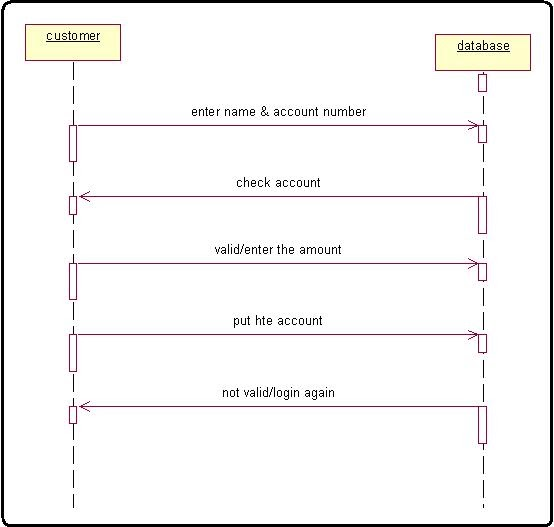 customer
database
enter name & account number
check account
valid/enter the amount
put hte account
not valid/login again